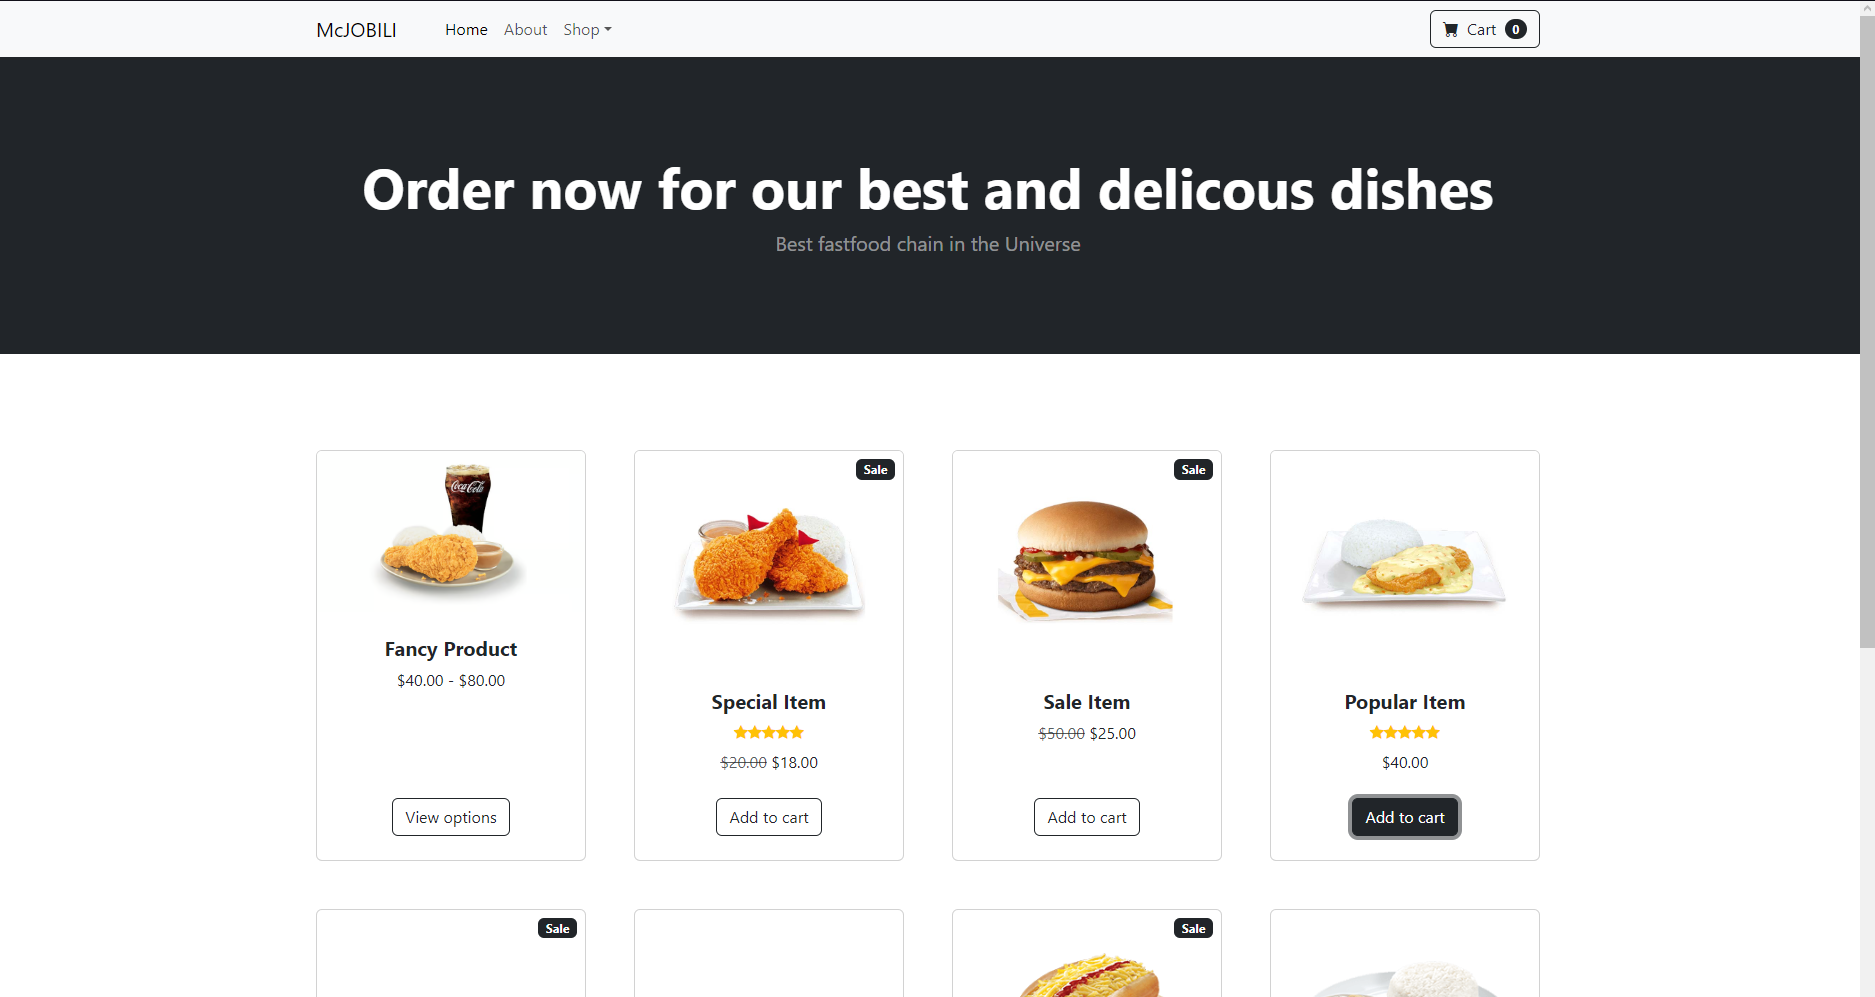 McJOBILI Home About Shop Cart 0
Order now for our best and delicous dishes
Best fastfood chain in the Universe
Coca-Cola
Fancy Product
$40.00 - $80.00
View options
Sale
Special Item
$20.00 $18.00
Add to cart
Sale
Sale Item
$50.00 $25.00
Add to cart
Popular Item
$40.00
Add to cart
Sale
Sale